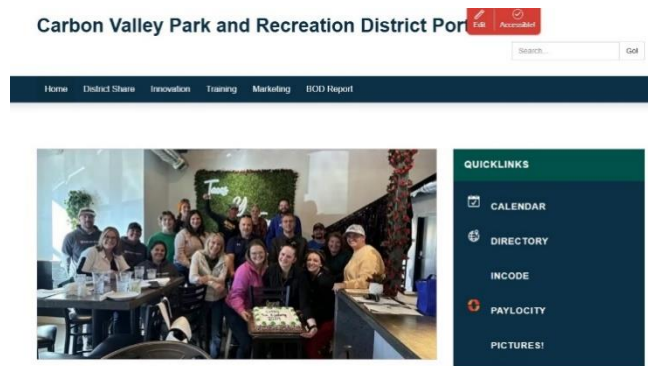 Carbon Valley Park and Recreation District Por
Edit
Accessible!
Search...
Go!
Home
District Share
Innovation
Training
Marketing
BOD Report
QUICKLINKS
CALENDAR
DIRECTORY
INCODE
PAYLOCITY
PICTURES!
Tacos